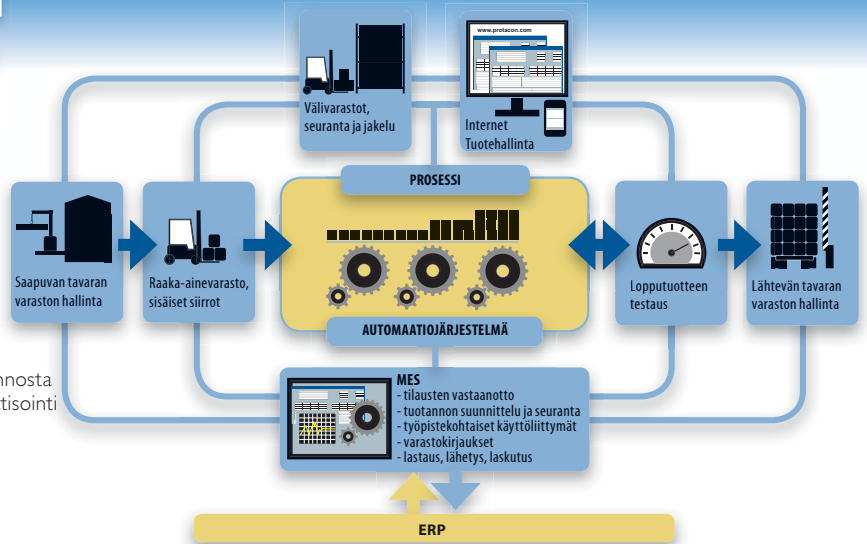 www.protacon.com
Välivarastot,
seuranta ja jakelu
Internet
Tuotehallinta
PROSESSI
Saapuvan tavaran
varaston hallinta
Raaka-ainevarasto,
sisäiset siirrot
Lopputuotteen
testaus
Lähtevän tavaran
varaston hallinta
AUTOMAATIOJÄRJESTELMÄ
nnosta
tisointi
MES
- tilausten vastaanotto
- tuotannon suunnittelu ja seuranta
- työpistekohtaiset käyttöliittymät
- varastokirjaukset
- lastaus, lähetys, laskutus
ERP